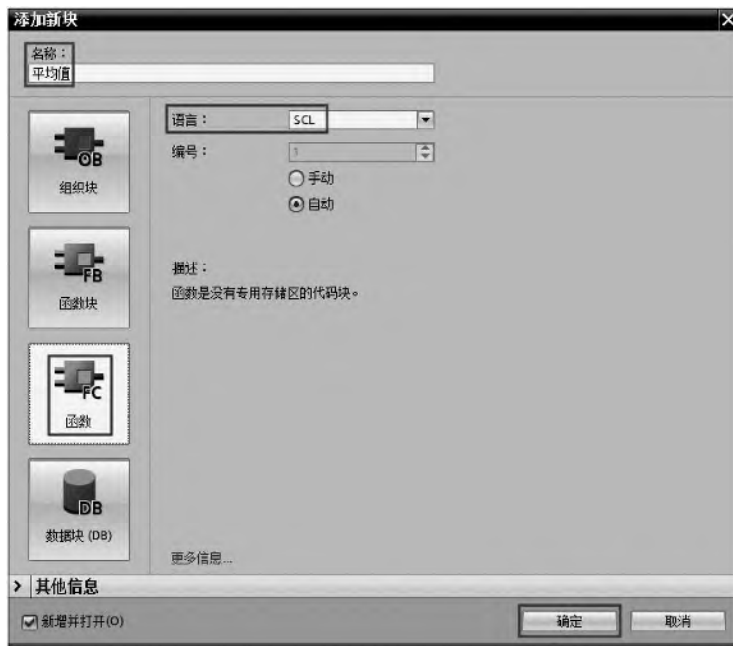 添加新块
名称：
平均值
语言： SCL
编号： 1
手动
自动
OB
组织块
FB
函数块
描述：
函数是没有专用存储区的代码块。
FC
函数
DB
数据块 (DB)
更多信息...
其他信息
新增并打开(O)
确定 取消